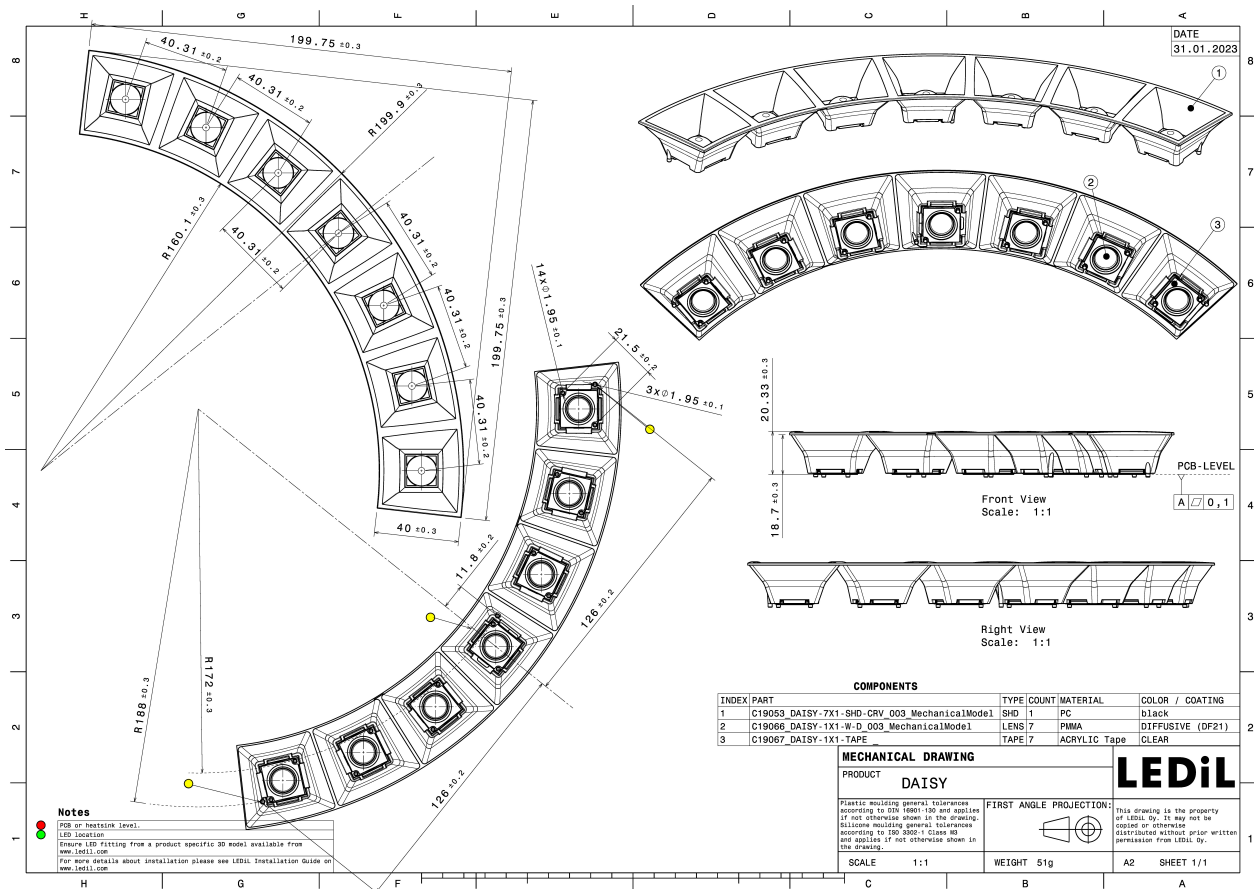 H G F E D C B A
DATE
31.01.2023
8 8
7 7
6 6
5 5
4 4
3 3
2 2
1 1
199.75 ±0.3
40.31 ±0.2
40.31 ±0.2
R199.9 ±0.3
R160.1 ±0.3
40.31 ±0.2
40.31 ±0.2
40.31 ±0.2
199.75 ±0.3
40.31 ±0.2
40 ±0.3
1
2
3
14x∅1.95 ±0.1
21.5 ±0.2
3x∅1.95 ±0.1
11.8 ±0.2
126 ±0.2
126 ±0.2
R172 ±0.3
R188 ±0.3
20.33 ±0.3
18.7 ±0.3
PCB-LEVEL
A ⏥ 0,1
Front View
Scale: 1:1
Right View
Scale: 1:1
COMPONENTS
INDEX PART TYPE COUNT MATERIAL COLOR / COATING
1 C19053_DAISY-7X1-SHD-CRV_003_MechanicalModel SHD 1 PC black
2 C19066_DAISY-1X1-W-D_003_MechanicalModel LENS 7 PMMA DIFFUSIVE (DF21)
3 C19067_DAISY-1X1-TAPE _ TAPE 7 ACRYLIC Tape CLEAR
MECHANICAL DRAWING
PRODUCT
DAISY
LEDiL
Plastic moulding general tolerances
according to DIN 16901-130 and applies
if not otherwise shown in the drawing.
Silicone moulding general tolerances
according to ISO 3302-1 Class M3
and applies if not otherwise shown in
the drawing.
FIRST ANGLE PROJECTION:
This drawing is the property
of LEDiL Oy. It may not be
copied or otherwise
distributed without prior written
permission from LEDiL Oy.
SCALE 1:1 WEIGHT 51g A2 SHEET 1/1
Notes
PCB or heatsink level.
LED location
Ensure LED fitting from a product specific 3D model available from
www.ledil.com
For more details about installation please see LEDiL Installation Guide on
www.ledil.com
H G F C B A